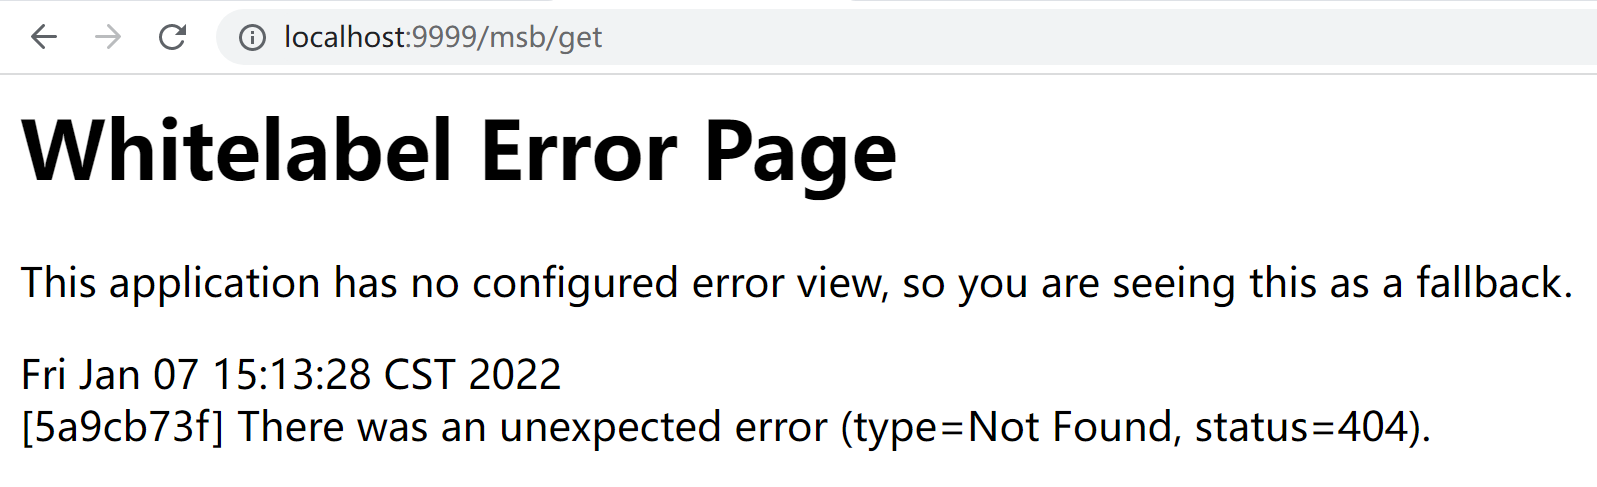 localhost:9999/msb/get
Whitelabel Error Page
This application has no configured error view, so you are seeing this as a fallback.
Fri Jan 07 15:13:28 CST 2022
[5a9cb73f] There was an unexpected error (type=Not Found, status=404).